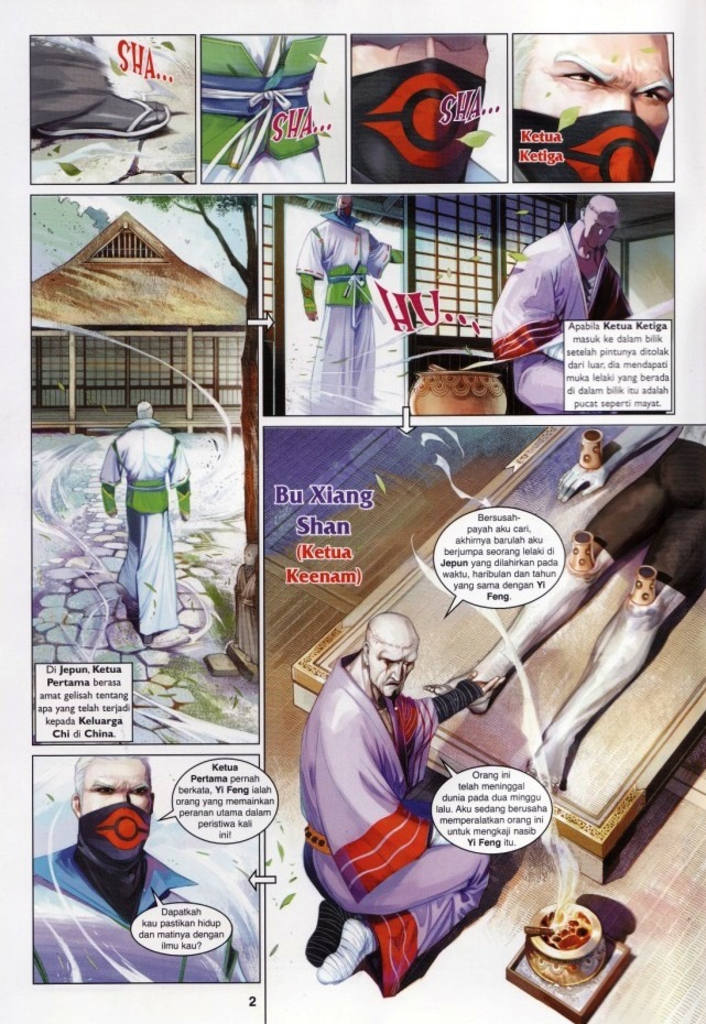 SHA...
SHA...
SHA...
Ketua
Ketiga
Di Jepun, Ketua
Pertama berasa
amat gelisah tentang
apa yang telah terjadi
kepada Keluarga
Chi di China.
HU...
Apabila Ketua Ketiga
masuk ke dalam bilik
setelah pintunya ditolak
dari luar, dia mendapati
muka lelaki yang berada
di dalam bilik itu adalah
pucat seperti mayat.
Bu Xiang
Shan
(Ketua
Keenam)
Bersusah-
payah aku cari,
akhirnya barulah aku
berjumpa seorang lelaki di
Jepun yang dilahirkan pada
waktu, haribulan dan tahun
yang sama dengan Yi
Feng.
Orang ini
telah meninggal
dunia pada dua minggu
lalu. Aku sedang berusaha
memperalatkan orang ini
untuk mengkaji nasib
Yi Feng itu.
Ketua
Pertama pernah
berkata, Yi Feng ialah
orang yang memainkan
peranan utama dalam
peristiwa kali
ini!
Dapatkah
kau pastikan hidup
dan matinya dengan
ilmu kau?
2